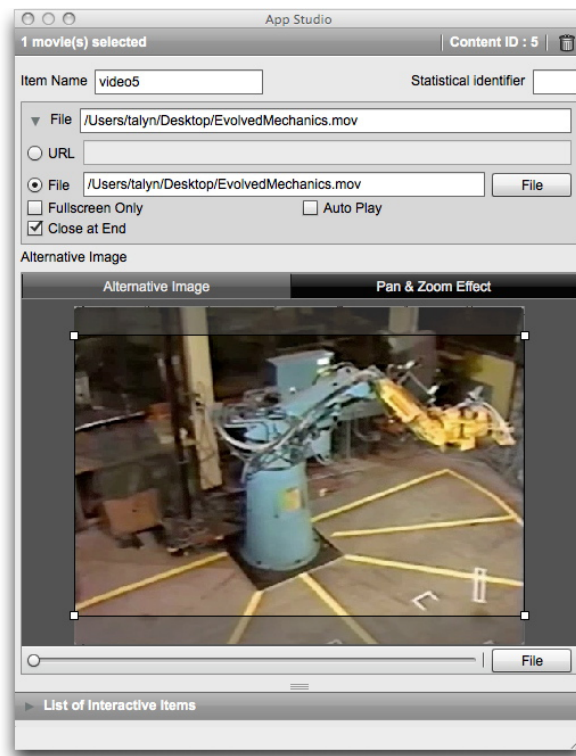 App Studio
1 movie(s) selected Content ID : 5
Item Name video5 Statistical identifier
File /Users/talyn/Desktop/EvolvedMechanics.mov
URL
File /Users/talyn/Desktop/EvolvedMechanics.mov File
Fullscreen Only Auto Play
Close at End
Alternative Image
Alternative Image Pan & Zoom Effect
File
List of Interactive Items